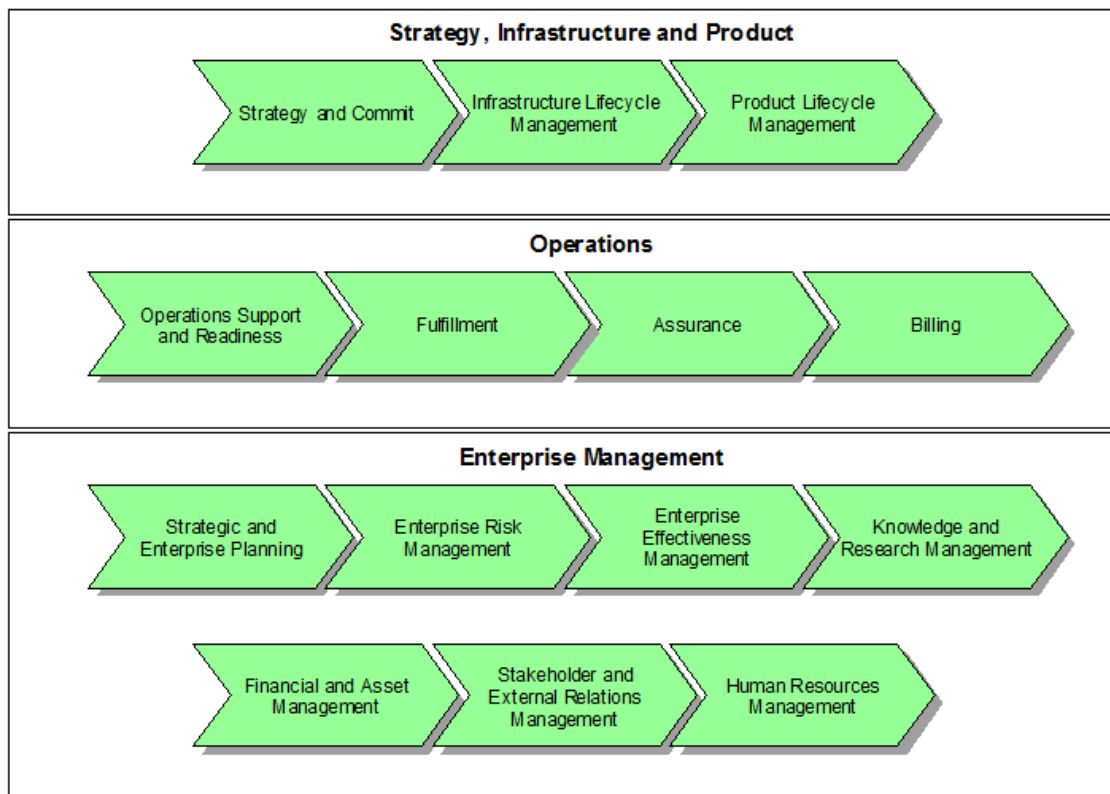 Strategy, Infrastructure and Product
Strategy and Commit
Infrastructure Lifecycle
Management
Product Lifecycle
Management
Operations
Operations Support
and Readiness
Fulfillment
Assurance
Billing
Enterprise Management
Strategic and
Enterprise Planning
Enterprise Risk
Management
Enterprise
Effectiveness
Management
Knowledge and
Research Management
Financial and Asset
Management
Stakeholder and
External Relations
Management
Human Resources
Management